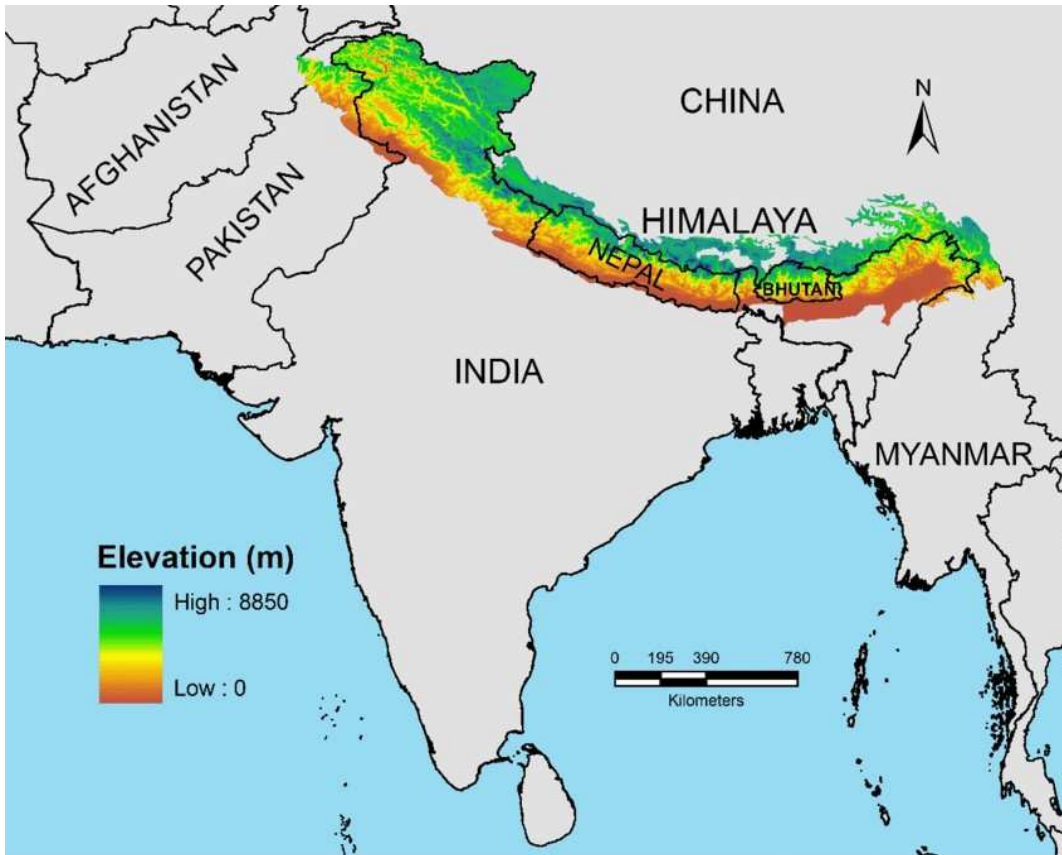 AFGHANISTAN
PAKISTAN
CHINA
N
HIMALAYA
NEPAL
BHUTAN
INDIA
MYANMAR
Elevation (m)
High : 8850
Low : 0
0 195 390 780
Kilometers